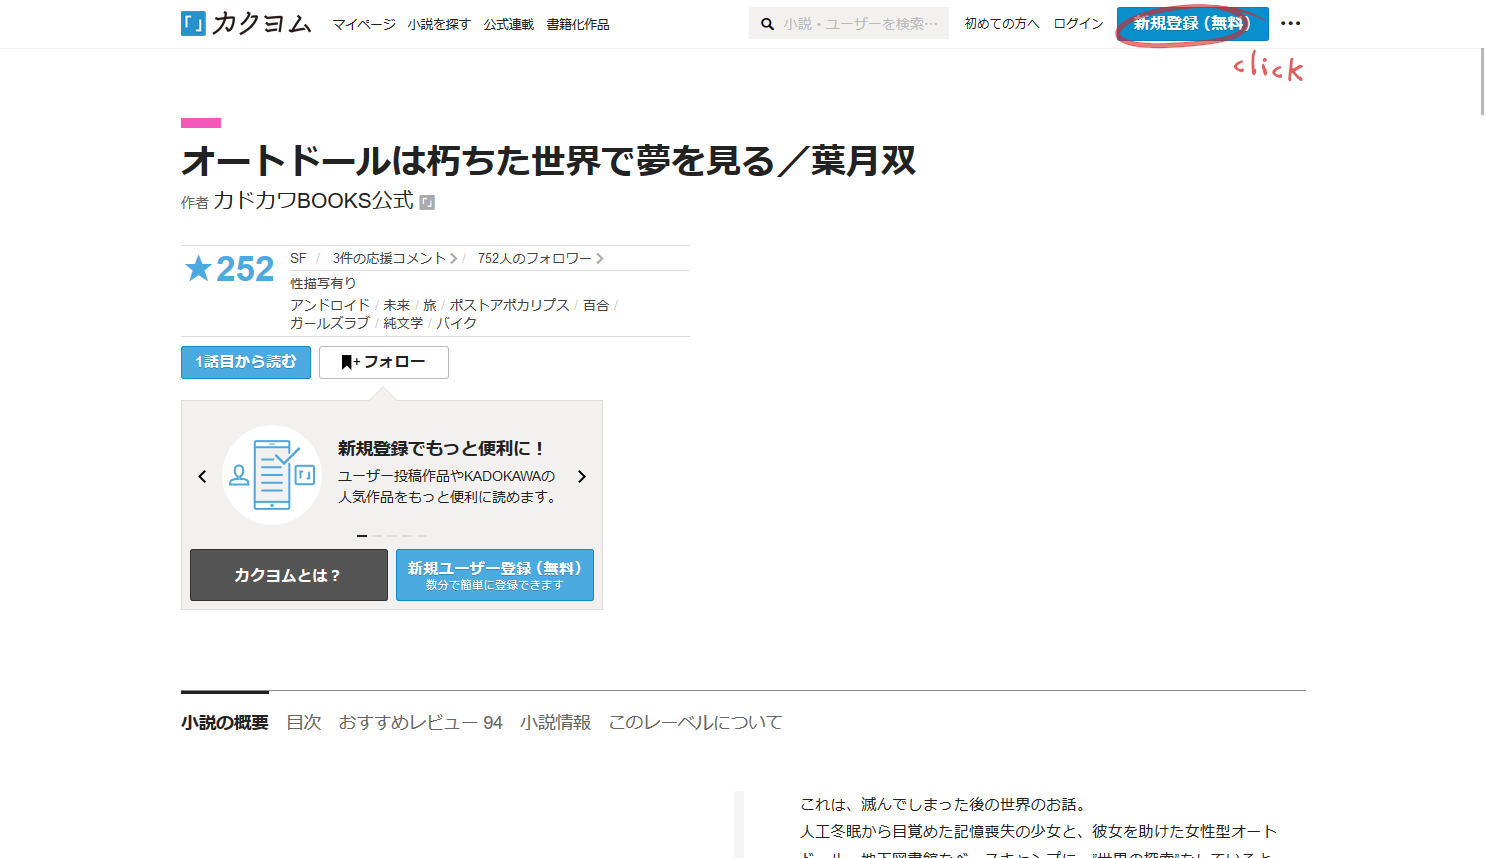 カクヨム マイページ 小説を探す 公式連載 書籍化作品 小説・ユーザーを検索… 初めての方へ ログイン 新規登録（無料） •••
click
オートドールは朽ちた世界で夢を見る／葉月双
作者 カドカワBOOKS公式
★252
SF / 3件の応援コメント / 752人のフォロワー
性描写有り
アンドロイド / 未来 / 旅 / ポストアポカリプス / 百合 /
ガールズラブ / 純文学 / バイク
1話目から読む +フォロー
新規登録でもっと便利に！
ユーザー投稿作品やKADOKAWAの
人気作品をもっと便利に読めます。
カクヨムとは？ 新規ユーザー登録（無料）
数分で簡単に登録できます
小説の概要 目次 おすすめレビュー 94 小説情報 このレーベルについて
これは、滅んでしまった後の世界のお話。
人工冬眠から目覚めた記憶喪失の少女と、彼女を助けた女性型オート